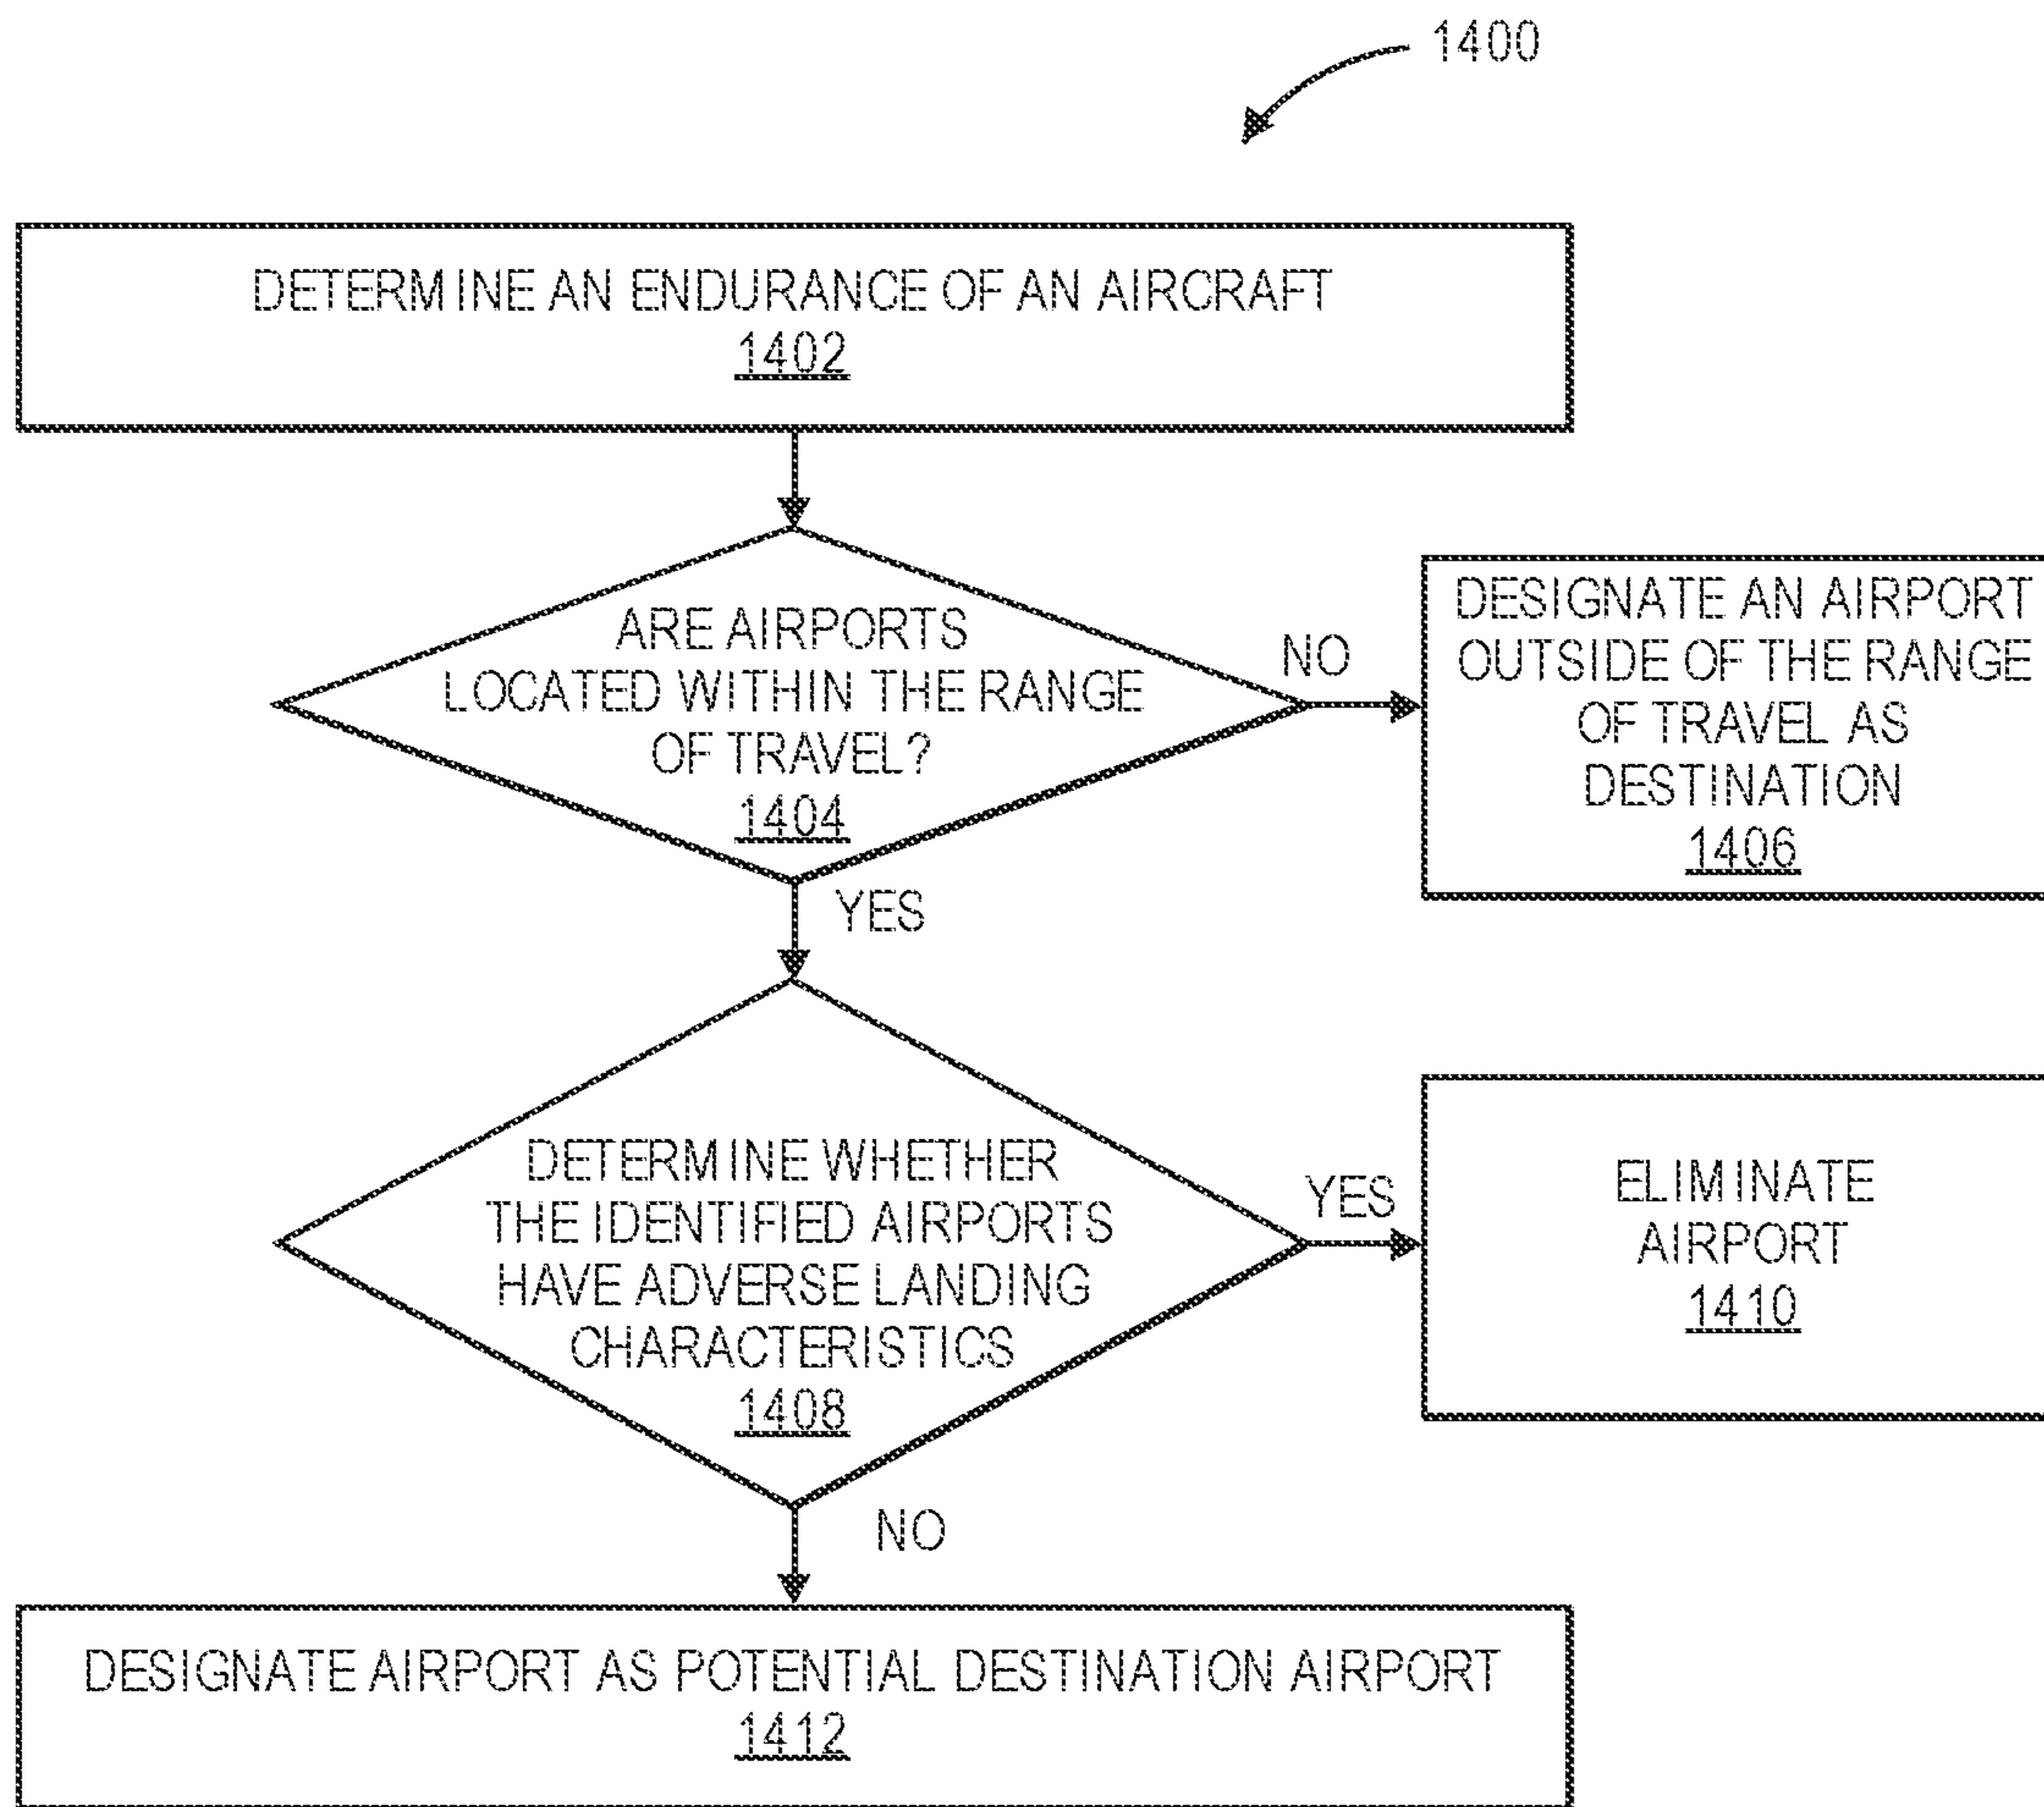 1400
DETERMINE AN ENDURANCE OF AN AIRCRAFT
1402
ARE AIRPORTS
LOCATED WITHIN THE RANGE
OF TRAVEL?
1404
NO
DESIGNATE AN AIRPORT
OUTSIDE OF THE RANGE
OF TRAVEL AS
DESTINATION
1406
YES
DETERMINE WHETHER
THE IDENTIFIED AIRPORTS
HAVE ADVERSE LANDING
CHARACTERISTICS
1408
YES
ELIMINATE
AIRPORT
1410
NO
DESIGNATE AIRPORT AS POTENTIAL DESTINATION AIRPORT
1412